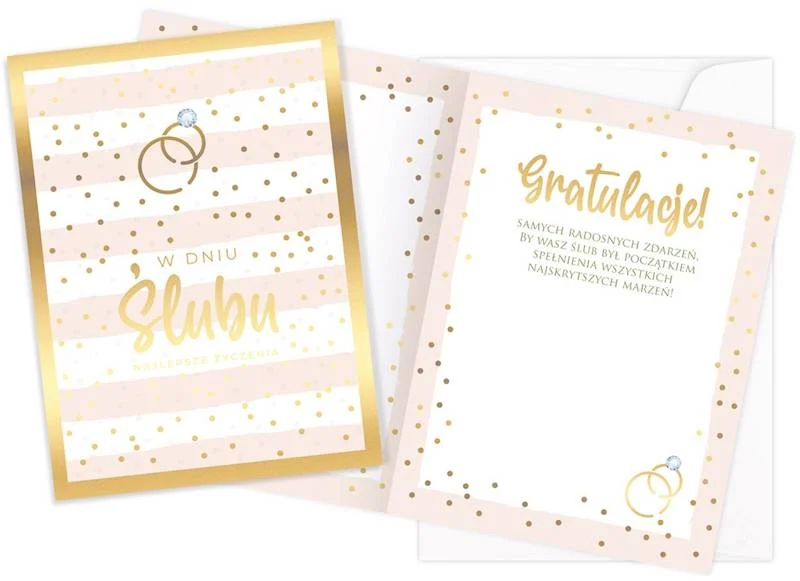 W DNIU
Ślubu
NAJLEPSZE ŻYCZENIA
Gratulacje!
SAMYCH RADOSNYCH ZDARZEŃ,
BY WASZ ŚLUB BYŁ POCZĄTKIEM
SPEŁNIENIA WSZYSTKICH
NAJSKRYTSZYCH MARZEŃ!